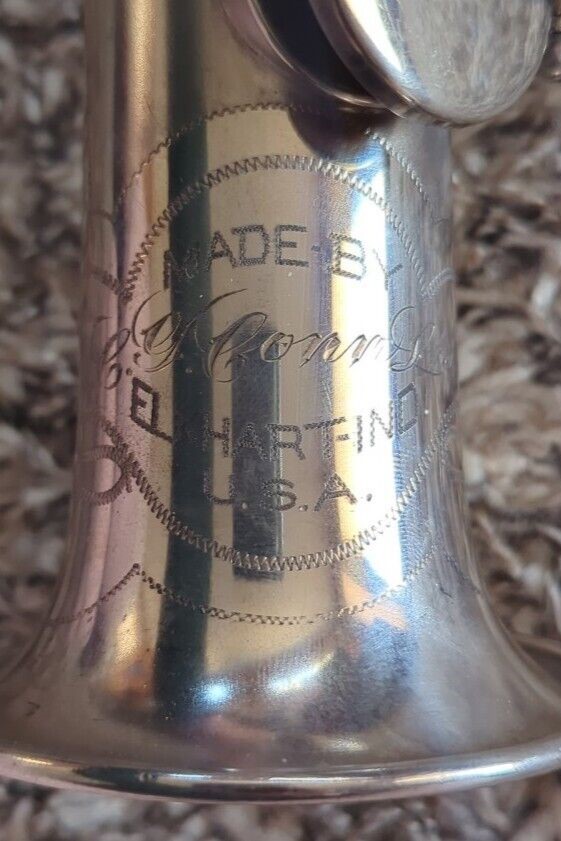 MADE-BY
C.G. Conn Ltd
ELKHART-IND.
U.S.A.